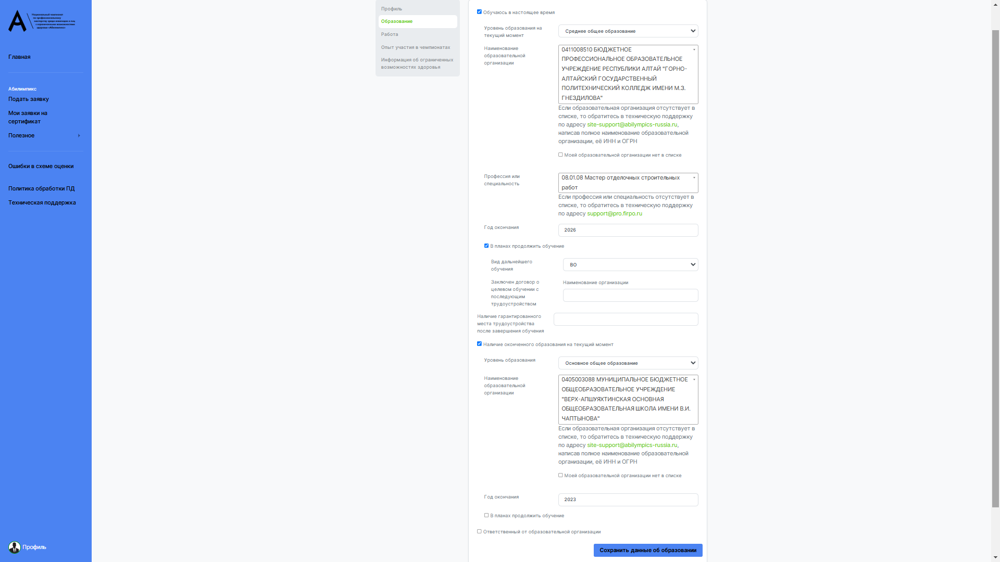 Национальный чемпионат
по профессиональному
мастерству среди инвалидов и лиц
с ограниченными возможностями
здоровья «Абилимпикс»
Главная
Абилимпикс
Подать заявку
Мои заявки на
сертификат
Полезное
Ошибки в схеме оценки
Политика обработки ПД
Техническая поддержка
Профиль
Профиль
Образование
Работа
Опыт участия в чемпионатах
Информация об ограниченных
возможностях здоровья
Обучаюсь в настоящее время
Уровень образования на
текущий момент
Среднее общее образование
Наименование
образовательной
организации
0411008510 БЮДЖЕТНОЕ
ПРОФЕССИОНАЛЬНОЕ ОБРАЗОВАТЕЛЬНОЕ
УЧРЕЖДЕНИЕ РЕСПУБЛИКИ АЛТАЙ "ГОРНО-
АЛТАЙСКИЙ ГОСУДАРСТВЕННЫЙ
ПОЛИТЕХНИЧЕСКИЙ КОЛЛЕДЖ ИМЕНИ М.З.
ГНЕЗДИЛОВА"
Если образовательная организация отсутствует в
списке, то обратитесь в техническую поддержку
по адресу site-support@abilympics-russia.ru,
написав полное наименование образовательной
организации, её ИНН и ОГРН
Моей образовательной организации нет в списке
Профессия или
специальность
08.01.08 Мастер отделочных строительных
работ
Если профессия или специальность отсутствует в
списке, то обратитесь в техническую поддержку
по адресу support@pro.firpo.ru
Год окончания
2026
В планах продолжить обучение
Вид дальнейшего
обучения
ВО
Заключен договор о
целевом обучении с
последующим
трудоустройством
Наименование организации
Наличие гарантированного
места трудоустройства
после завершения обучения
Наличие оконченного образования на текущий момент
Уровень образования
Основное общее образование
Наименование
образовательной
организации
0405003088 МУНИЦИПАЛЬНОЕ БЮДЖЕТНОЕ
ОБЩЕОБРАЗОВАТЕЛЬНОЕ УЧРЕЖДЕНИЕ
"ВЕРХ-АПШУЯХТИНСКАЯ ОСНОВНАЯ
ОБЩЕОБРАЗОВАТЕЛЬНАЯ ШКОЛА ИМЕНИ В.И.
ЧАПТЫНОВА"
Если образовательная организация отсутствует в
списке, то обратитесь в техническую поддержку
по адресу site-support@abilympics-russia.ru,
написав полное наименование образовательной
организации, её ИНН и ОГРН
Моей образовательной организации нет в списке
Год окончания
2023
В планах продолжить обучение
Ответственный от образовательной организации
Сохранить данные об образовании